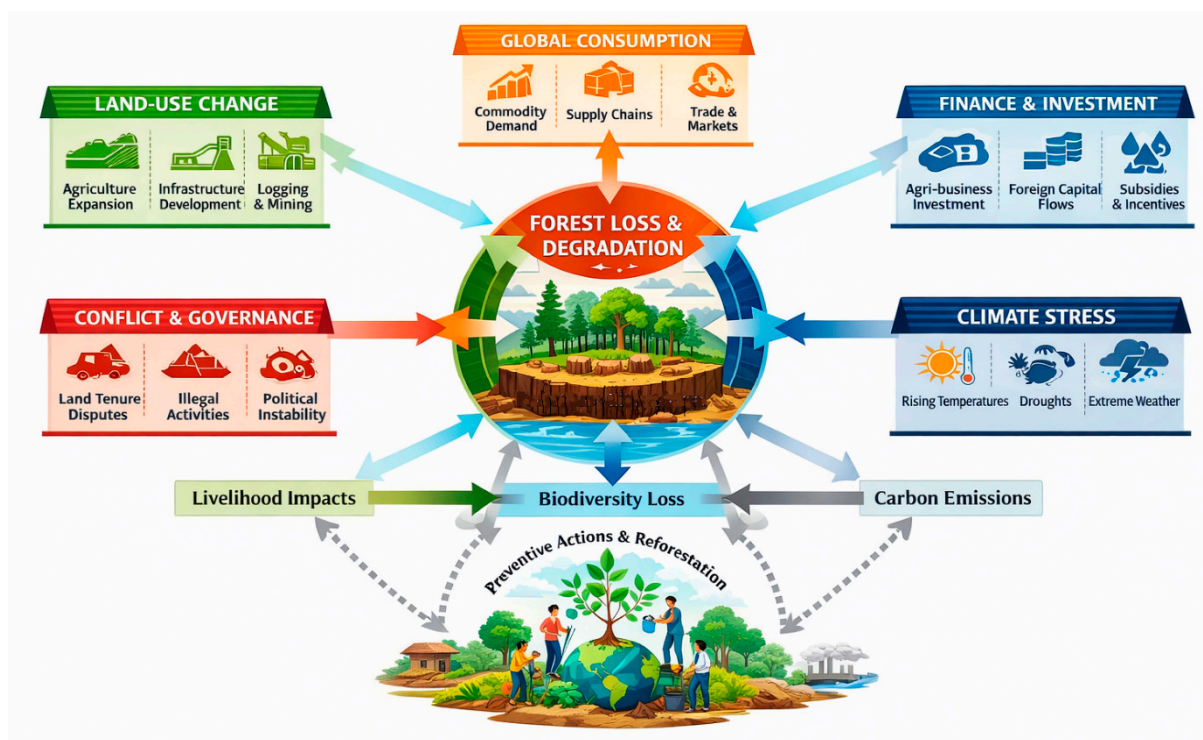 GLOBAL CONSUMPTION
Commodity
Demand
Supply Chains
Trade &
Markets
LAND-USE CHANGE
Agriculture
Expansion
Infrastructure
Development
Logging
& Mining
FINANCE & INVESTMENT
Agri-business
Investment
Foreign Capital
Flows
Subsidies
& Incentives
FOREST LOSS &
DEGRADATION
CONFLICT & GOVERNANCE
Land Tenure
Disputes
Illegal
Activities
Political
Instability
CLIMATE STRESS
Rising Temperatures
Droughts
Extreme Weather
Livelihood Impacts
Biodiversity Loss
Carbon Emissions
Preventive Actions & Reforestation